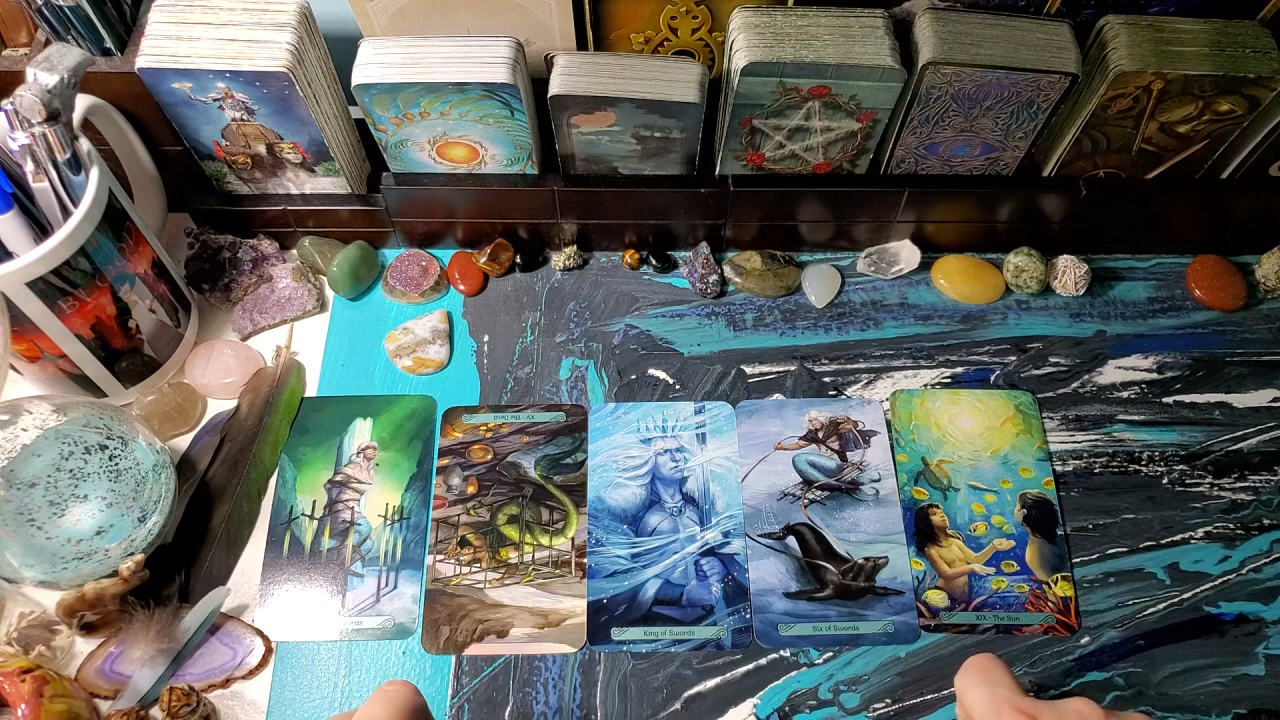 XV · The Devil
King of Swords
Six of Swords
XIX · The Sun